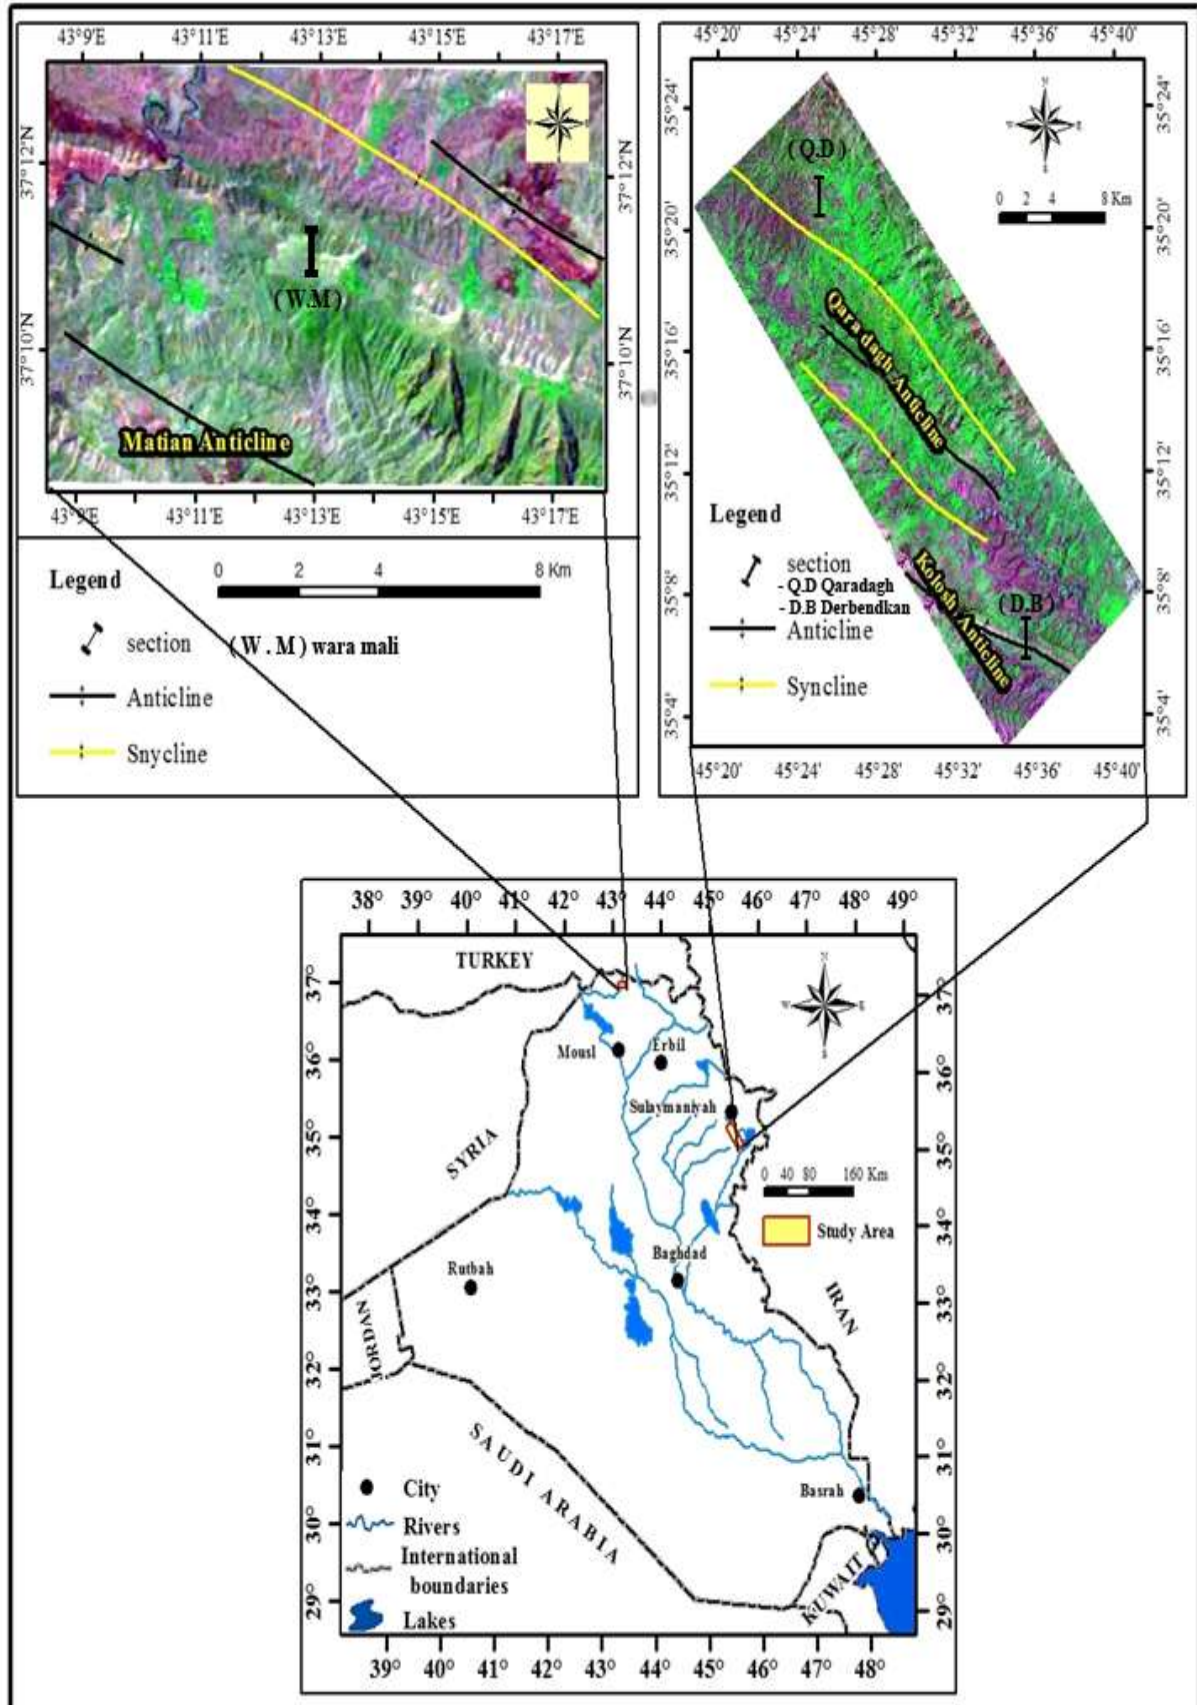 43°9'E 43°11'E 43°13'E 43°15'E 43°17'E
37°12'N
37°10'N
37°12'N
37°10'N
(W.M)
Matian Anticline
43°9'E 43°11'E 43°13'E 43°15'E 43°17'E
Legend
0 2 4 8 Km
section (W.M) wara mali
Anticline
Snycline
45°20' 45°24' 45°28' 45°32' 45°36' 45°40'
35°24'
35°20'
35°16'
35°12'
35°8'
35°4'
35°24'
35°20'
35°16'
35°12'
35°8'
35°4'
(Q.D)
N
W E
S
0 2 4 8 Km
Qara dagh Anticline
Kolosh Anticline
(D.B)
Legend
section
- Q.D Qaradagh
- D.B Derbendkan
Anticline
Syncline
45°20' 45°24' 45°28' 45°32' 45°36' 45°40'
38° 39° 40° 41° 42° 43° 44° 45° 46° 47° 48° 49°
37°
36°
35°
34°
33°
32°
31°
30°
29°
37°
36°
35°
34°
33°
32°
31°
30°
29°
TURKEY
N
W E
S
Mousl
Erbil
Sulaymaniyah
SYRIA
0 40 80 160 Km
Study Area
Baghdad
Rutbah
IRAN
JORDAN
SAUDI ARABIA
Basrah
KUWAIT
City
Rivers
International
boundaries
Lakes
39° 40° 42° 43° 44° 45° 46° 47° 48°